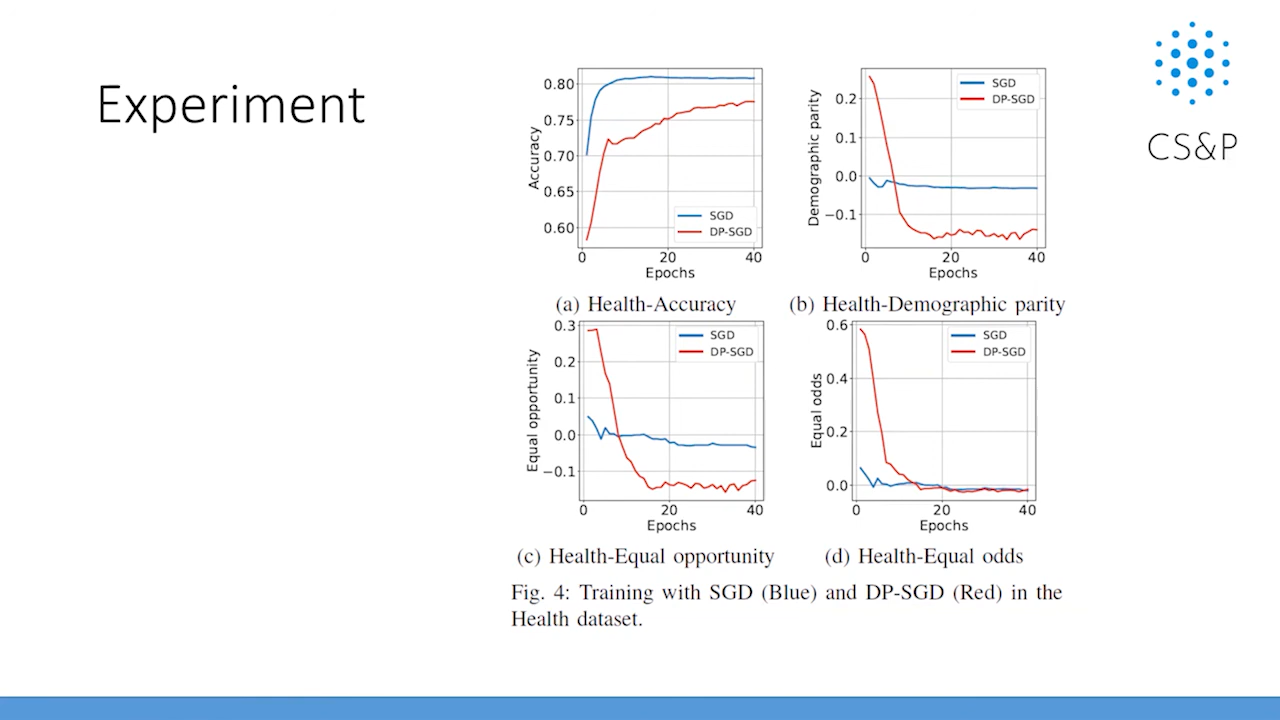 Experiment
CS&P
0.80
0.75
0.70
0.65
0.60
Accuracy
SGD
DP-SGD
0
20
40
Epochs
(a) Health-Accuracy
0.2
0.1
0.0
−0.1
Demographic parity
SGD
DP-SGD
0
20
40
Epochs
(b) Health-Demographic parity
0.3
0.2
0.1
0.0
−0.1
Equal opportunity
SGD
DP-SGD
0
20
40
Epochs
(c) Health-Equal opportunity
0.6
0.4
0.2
0.0
Equal odds
SGD
DP-SGD
0
20
40
Epochs
(d) Health-Equal odds
Fig. 4: Training with SGD (Blue) and DP-SGD (Red) in the
Health dataset.